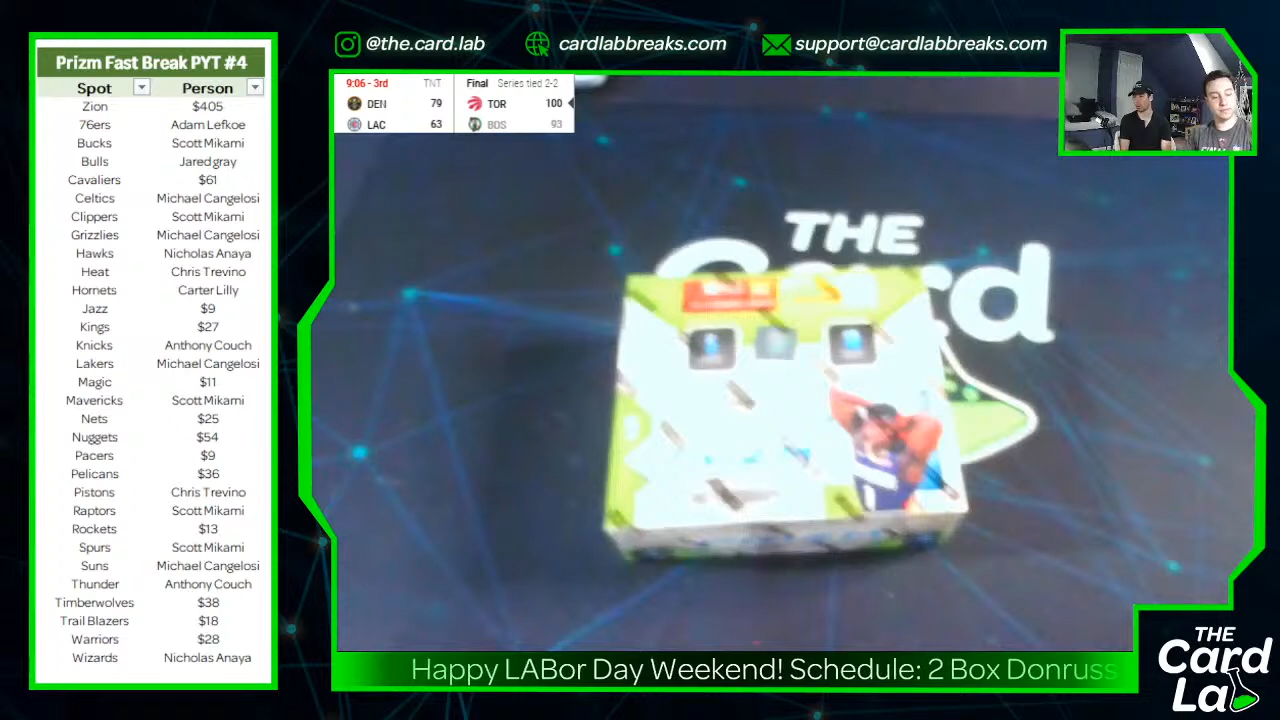 @the.card.lab
cardlabbreaks.com
support@cardlabbreaks.com
Prizm Fast Break PYT #4
Spot Person
Zion $405
76ers Adam Lefkoe
Bucks Scott Mikami
Bulls Jared gray
Cavaliers $61
Celtics Michael Cangelosi
Clippers Scott Mikami
Grizzlies Michael Cangelosi
Hawks Nicholas Anaya
Heat Chris Trevino
Hornets Carter Lilly
Jazz $9
Kings $27
Knicks Anthony Couch
Lakers Michael Cangelosi
Magic $11
Mavericks Scott Mikami
Nets $25
Nuggets $54
Pacers $9
Pelicans $36
Pistons Chris Trevino
Raptors Scott Mikami
Rockets $13
Spurs Scott Mikami
Suns Michael Cangelosi
Thunder Anthony Couch
Timberwolves $38
Trail Blazers $18
Warriors $28
Wizards Nicholas Anaya
9:06 - 3rd TNT
DEN 79
LAC 63
Final Series tied 2-2
TOR 100
BOS 93
THE
Card
Happy LABor Day Weekend! Schedule: 2 Box Donruss
THE
Card
Lab